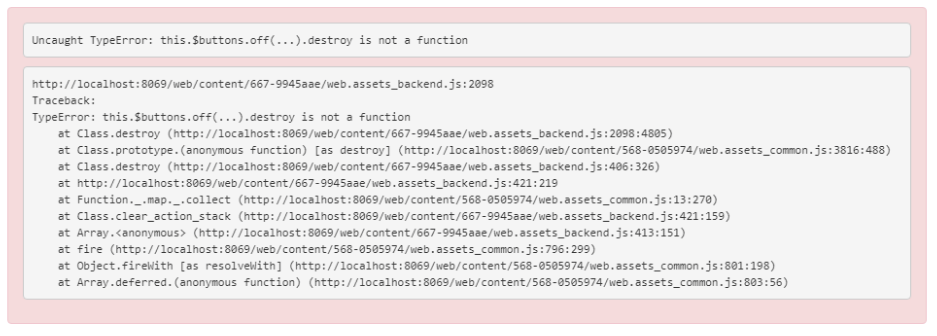 Uncaught TypeError: this.$buttons.off(...).destroy is not a function
http://localhost:8069/web/content/667-9945aae/web.assets_backend.js:2098
Traceback:
TypeError: this.$buttons.off(...).destroy is not a function
at Class.destroy (http://localhost:8069/web/content/667-9945aae/web.assets_backend.js:2098:4805)
at Class.prototype.(anonymous function) [as destroy] (http://localhost:8069/web/content/568-0505974/web.assets_common.js:3816:488)
at Class.destroy (http://localhost:8069/web/content/667-9945aae/web.assets_backend.js:406:326)
at http://localhost:8069/web/content/667-9945aae/web.assets_backend.js:421:219
at Function._.map._.collect (http://localhost:8069/web/content/568-0505974/web.assets_common.js:13:270)
at Class.clear_action_stack (http://localhost:8069/web/content/667-9945aae/web.assets_backend.js:421:159)
at Array.<anonymous> (http://localhost:8069/web/content/667-9945aae/web.assets_backend.js:413:151)
at fire (http://localhost:8069/web/content/568-0505974/web.assets_common.js:796:299)
at Object.fireWith [as resolveWith] (http://localhost:8069/web/content/568-0505974/web.assets_common.js:801:198)
at Array.deferred.(anonymous function) (http://localhost:8069/web/content/568-0505974/web.assets_common.js:803:56)